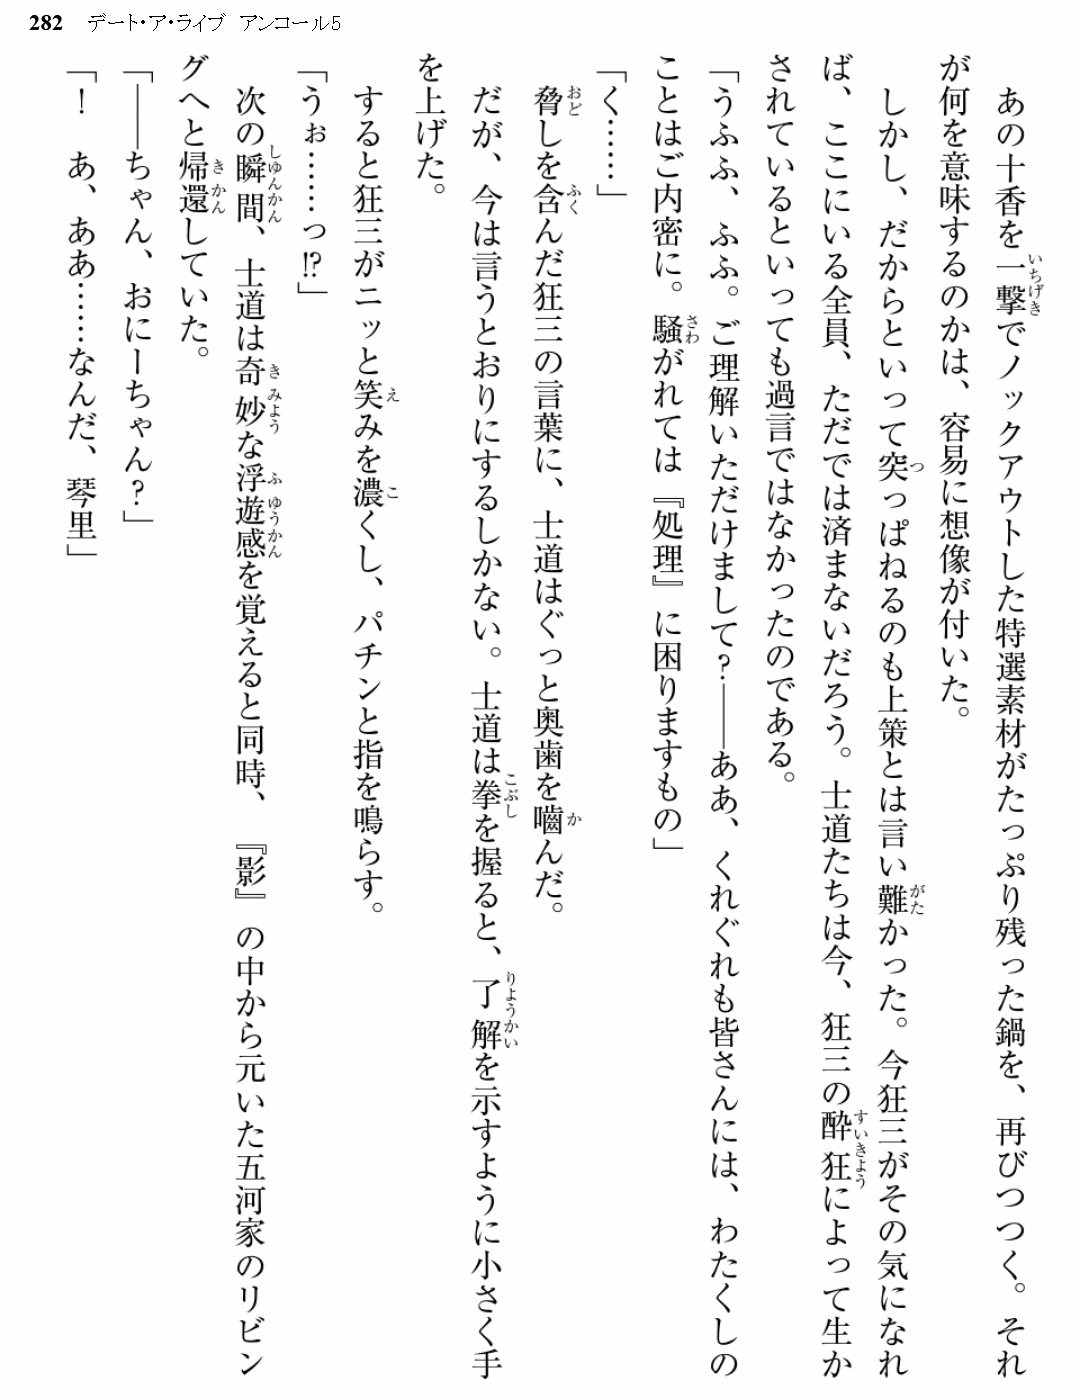 282 デート・ア・ライブ アンコール5
あの十香を一撃でノックアウトした特選素材がたっぷり残った鍋を、再びつつく。それ
が何を意味するのかは、容易に想像が付いた。
しかし、だからといって突っぱねるのも上策とは言い難かった。今狂三がその気になれ
ば、ここにいる全員、ただでは済まないだろう。士道たちは今、狂三の酔狂によって生か
されているといっても過言ではなかったのである。
「うふふ、ふふ。ご理解いただけまして?――ああ、くれぐれも皆さんには、わたくしの
ことはご内密に。騒がれては『処理』に困りますもの」
「く……」
脅しを含んだ狂三の言葉に、士道はぐっと奥歯を嚙んだ。
だが、今は言うとおりにするしかない。士道は拳を握ると、了解を示すように小さく手
を上げた。
すると狂三がニッと笑みを濃くし、パチンと指を鳴らす。
「うぉ……っ!?」
次の瞬間、士道は奇妙な浮遊感を覚えると同時、『影』の中から元いた五河家のリビン
グへと帰還していた。
「――ちゃん、おにーちゃん?」
「! あ、ああ……なんだ、琴里」